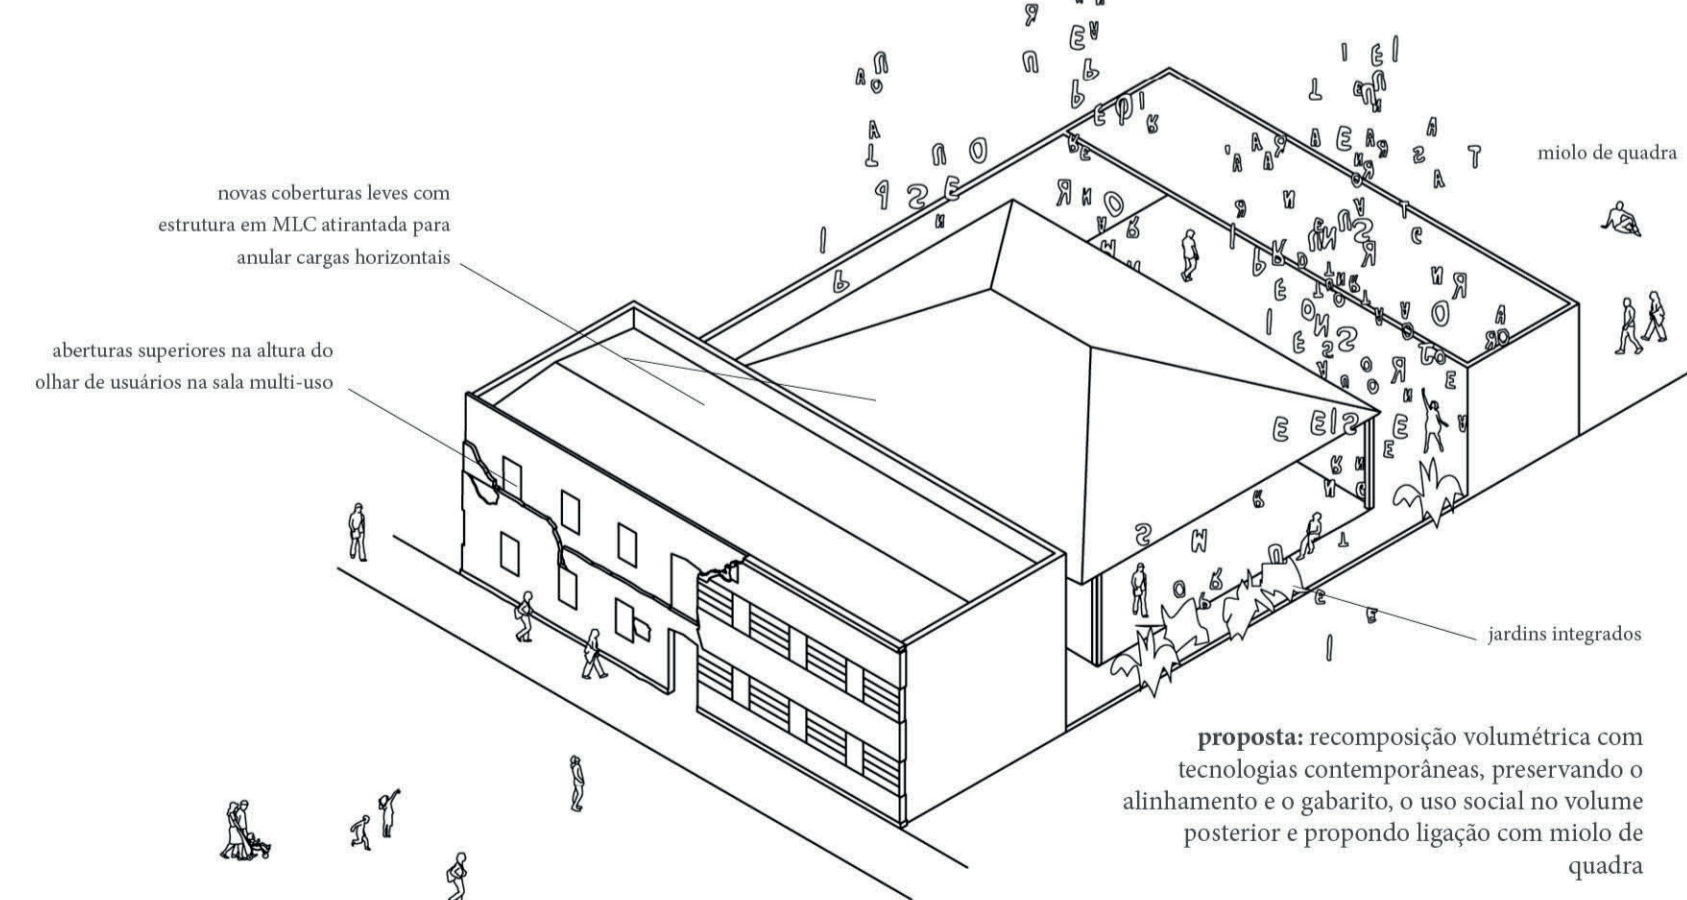 miolo de quadra
novas coberturas leves com
estrutura em MLC atirantada para
anular cargas horizontais
aberturas superiores na altura do
olhar de usuários na sala multi-uso
jardins integrados
proposta: recomposição volumétrica com
tecnologias contemporâneas, preservando o
alinhamento e o gabarito, o uso social no volume
posterior e propondo ligação com miolo de
quadra